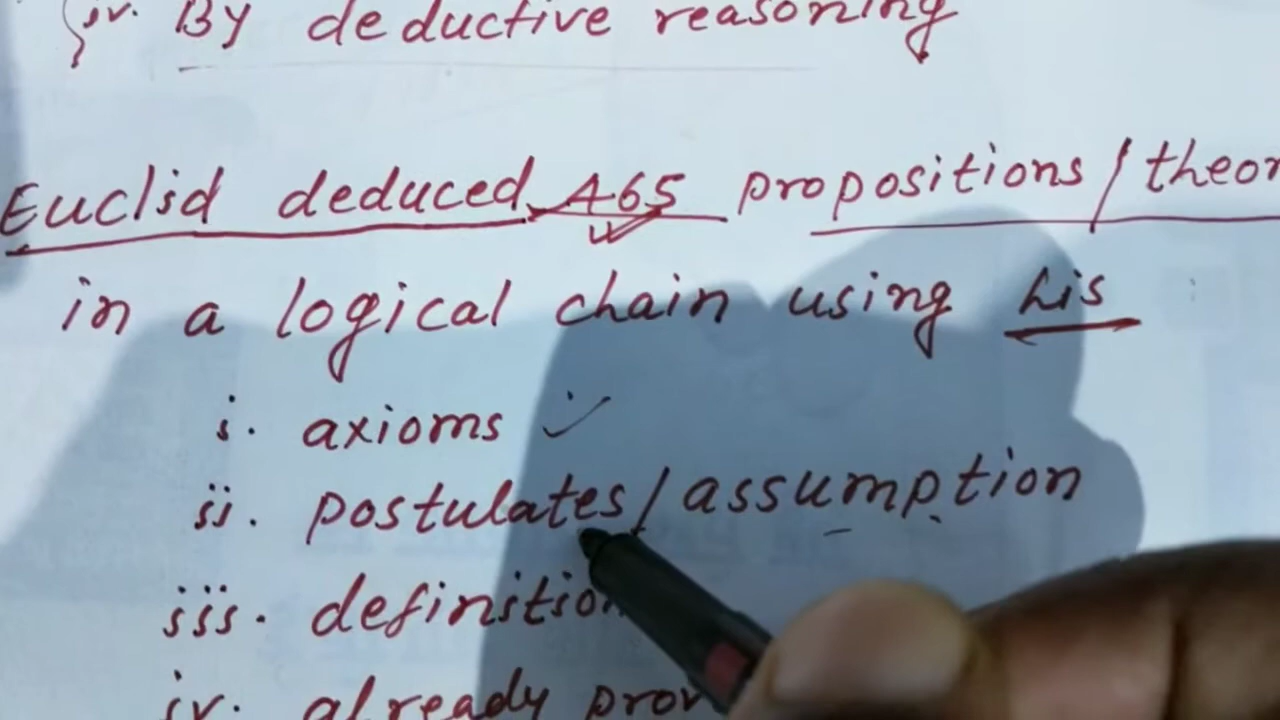 iv. By deductive reasoning
Euclid deduced 465 propositions/theor
in a logical chain using his
i. axioms
ii. postulates/assumption
iii. definition
iv. already prov